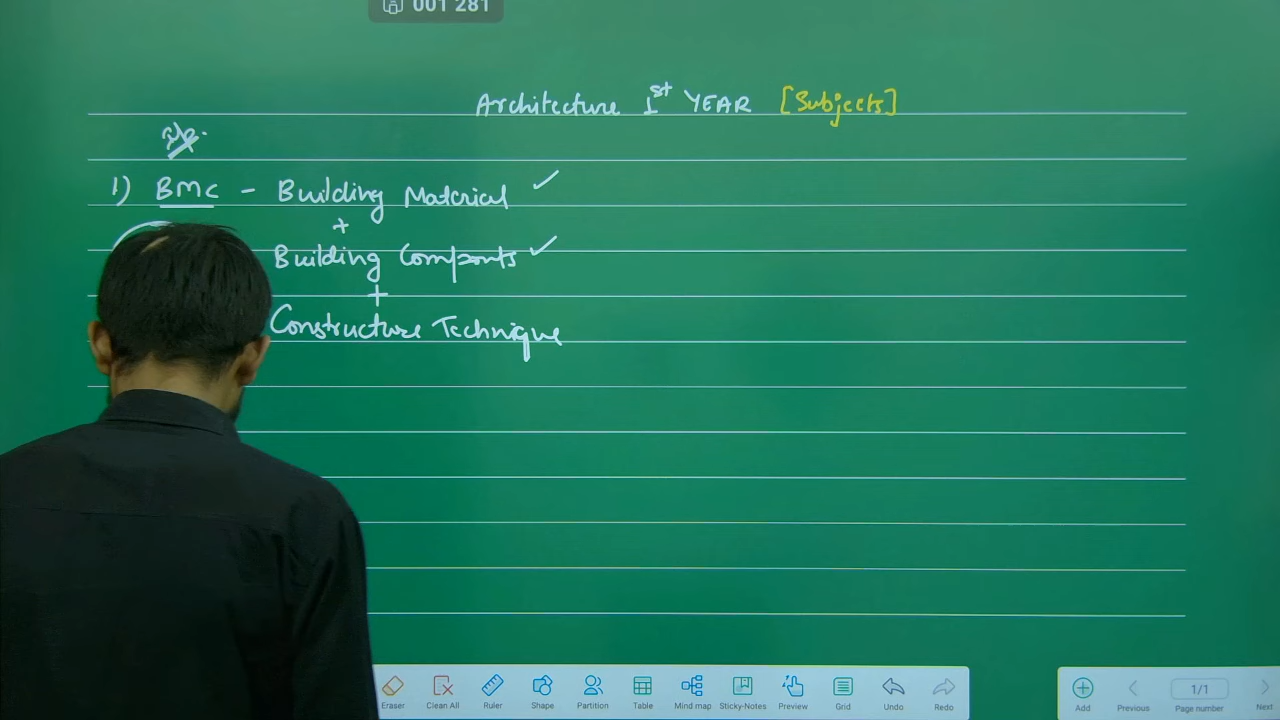 001 281
Architecture 1st YEAR [Subjects]
1) BMC - Building Material ✓
+
Building Componts ✓
+
Constructure Technique
Eraser Clean All Ruler Shape Partition Table Mind map Sticky-Notes Preview Grid Undo Redo Add Previous 1/1 Page number Next